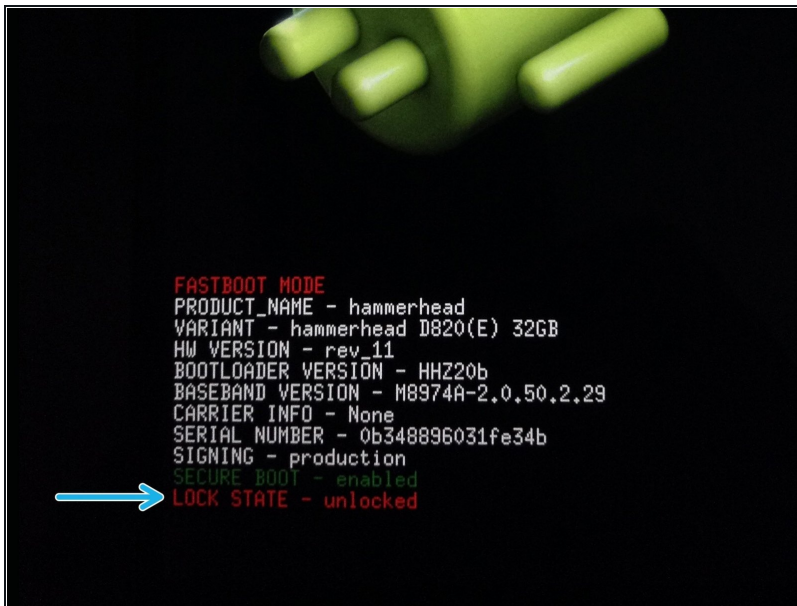 FASTBOOT MODE
PRODUCT_NAME - hammerhead
VARIANT - hammerhead D820(E) 32GB
HW VERSION - rev_11
BOOTLOADER VERSION - HHZ20b
BASEBAND VERSION - M8974A-2.0.50.2.29
CARRIER INFO - None
SERIAL NUMBER - 0b348896031fe34b
SIGNING - production
SECURE BOOT - enabled
LOCK STATE - unlocked